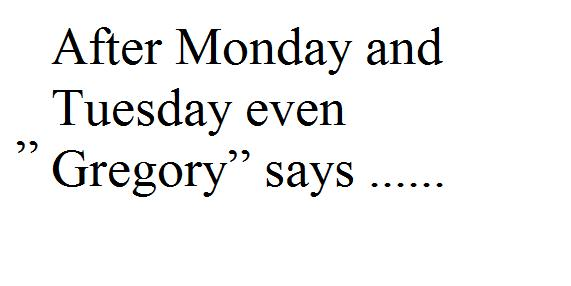 After Monday and
Tuesday even
” Gregory” says ......